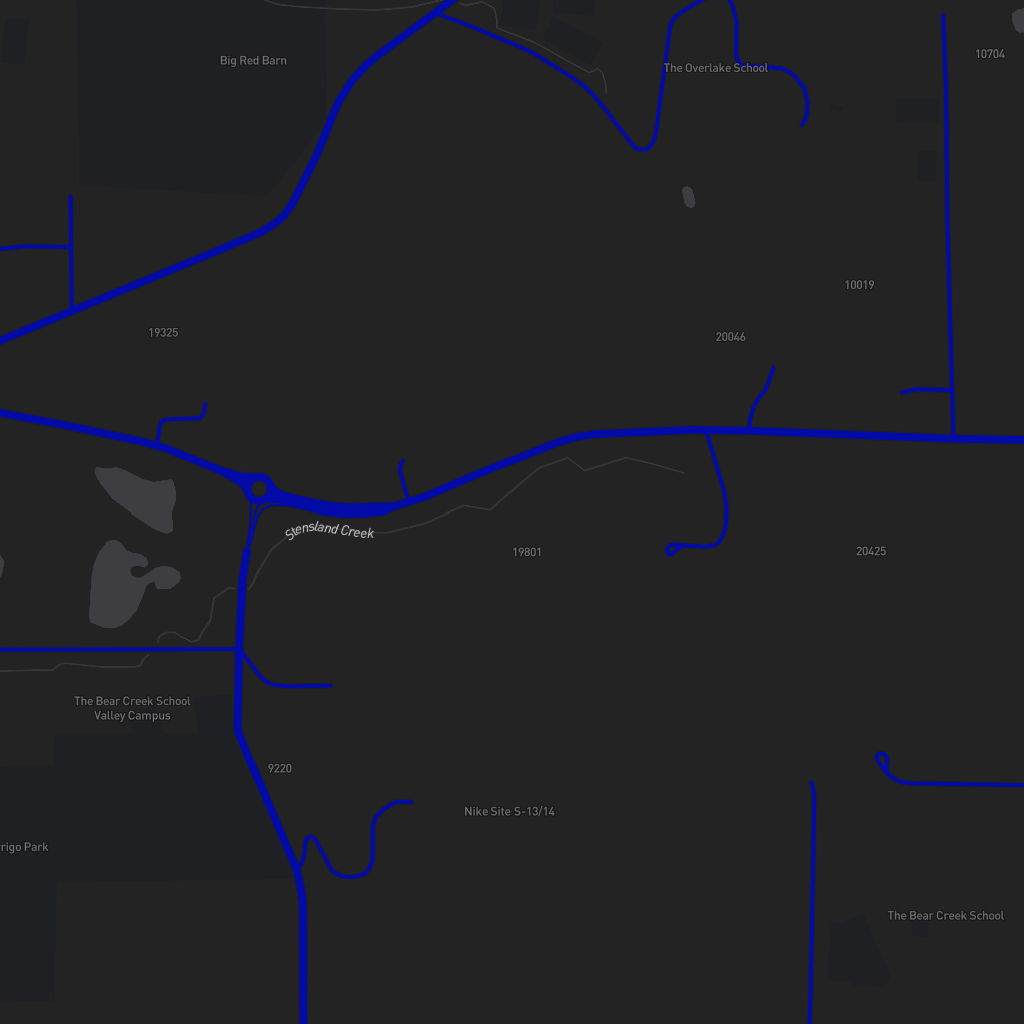 Big Red Barn
The Overlake School
10704
10019
19325
20046
Stensland Creek
19801
20425
The Bear Creek School
Valley Campus
9220
Nike Site S-13/14
rigo Park
The Bear Creek School